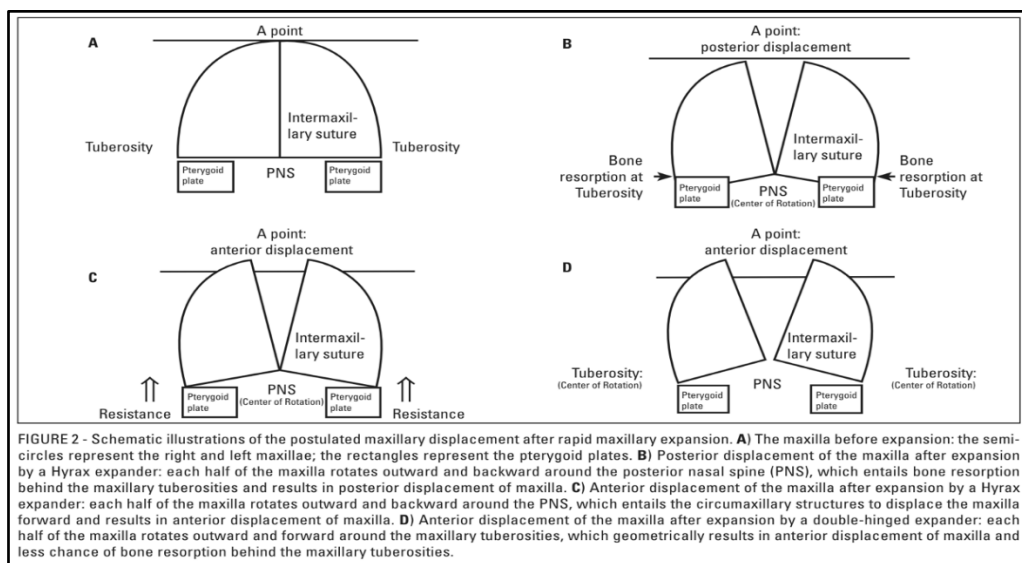 A
A point
Intermaxil-
lary suture
Tuberosity
Tuberosity
Pterygoid
plate
PNS
Pterygoid
plate
B
A point:
posterior displacement
Intermaxil-
lary suture
Bone
resorption at
Tuberosity
Bone
resorption at
Tuberosity
Pterygoid
plate
PNS
(Center of Rotation)
Pterygoid
plate
C
A point:
anterior displacement
Intermaxil-
lary suture
Resistance
Pterygoid
plate
PNS
(Center of Rotation)
Pterygoid
plate
Resistance
D
A point:
anterior displacement
Intermaxil-
lary suture
Tuberosity:
(Center of Rotation)
PNS
Tuberosity:
(Center of Rotation)
Pterygoid
plate
Pterygoid
plate
FIGURE 2 - Schematic illustrations of the postulated maxillary displacement after rapid maxillary expansion. A) The maxilla before expansion: the semi-
circles represent the right and left maxillae; the rectangles represent the pterygoid plates. B) Posterior displacement of the maxilla after expansion
by a Hyrax expander: each half of the maxilla rotates outward and backward around the posterior nasal spine (PNS), which entails bone resorption
behind the maxillary tuberosities and results in posterior displacement of maxilla. C) Anterior displacement of the maxilla after expansion by a Hyrax
expander: each half of the maxilla rotates outward and backward around the PNS, which entails the circumaxillary structures to displace the maxilla
forward and results in anterior displacement of maxilla. D) Anterior displacement of the maxilla after expansion by a double-hinged expander: each
half of the maxilla rotates outward and forward around the maxillary tuberosities, which geometrically results in anterior displacement of maxilla and
less chance of bone resorption behind the maxillary tuberosities.